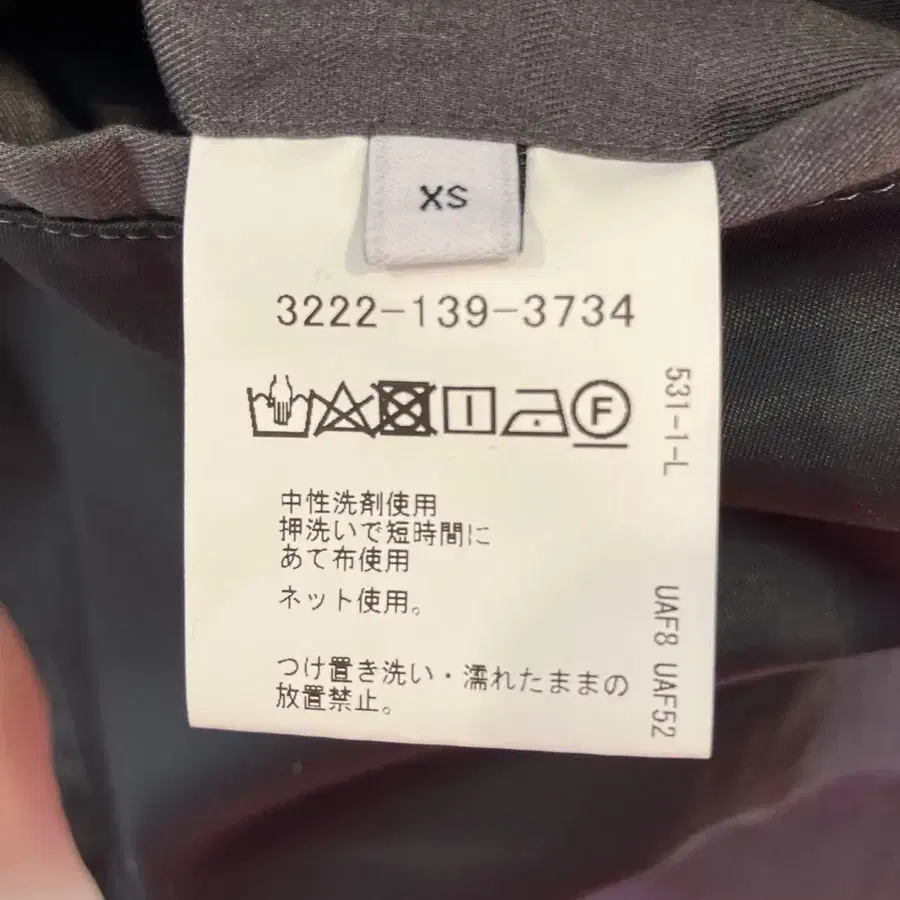 XS
3222-139-3734
F
中性洗剤使用
押洗いで短時間に
あて布使用
ネット使用。
つけ置き洗い・濡れたままの
放置禁止。
531-1-L
UAF8 UAF52